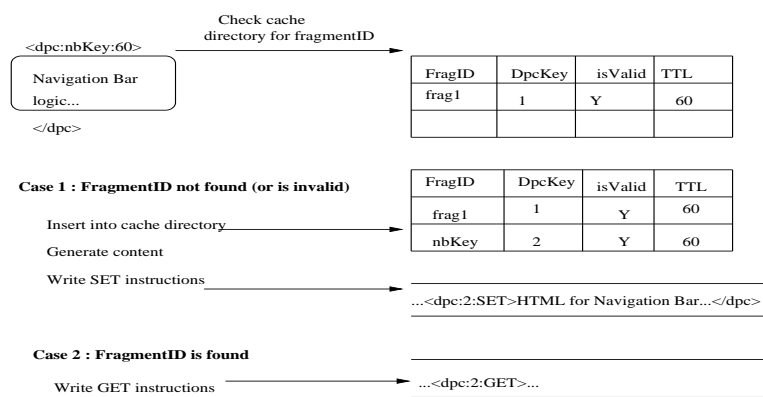 Check cache
directory for fragmentID
<dpc:nbKey:60>
Navigation Bar
logic...
</dpc>
FragID DpcKey isValid TTL
frag1 1 Y 60
Case 1 : FragmentID not found (or is invalid)
Insert into cache directory
Generate content
Write SET instructions
FragID DpcKey isValid TTL
frag1 1 Y 60
nbKey 2 Y 60
...<dpc:2:SET>HTML for Navigation Bar...</dpc>
Case 2 : FragmentID is found
Write GET instructions
...<dpc:2:GET>...